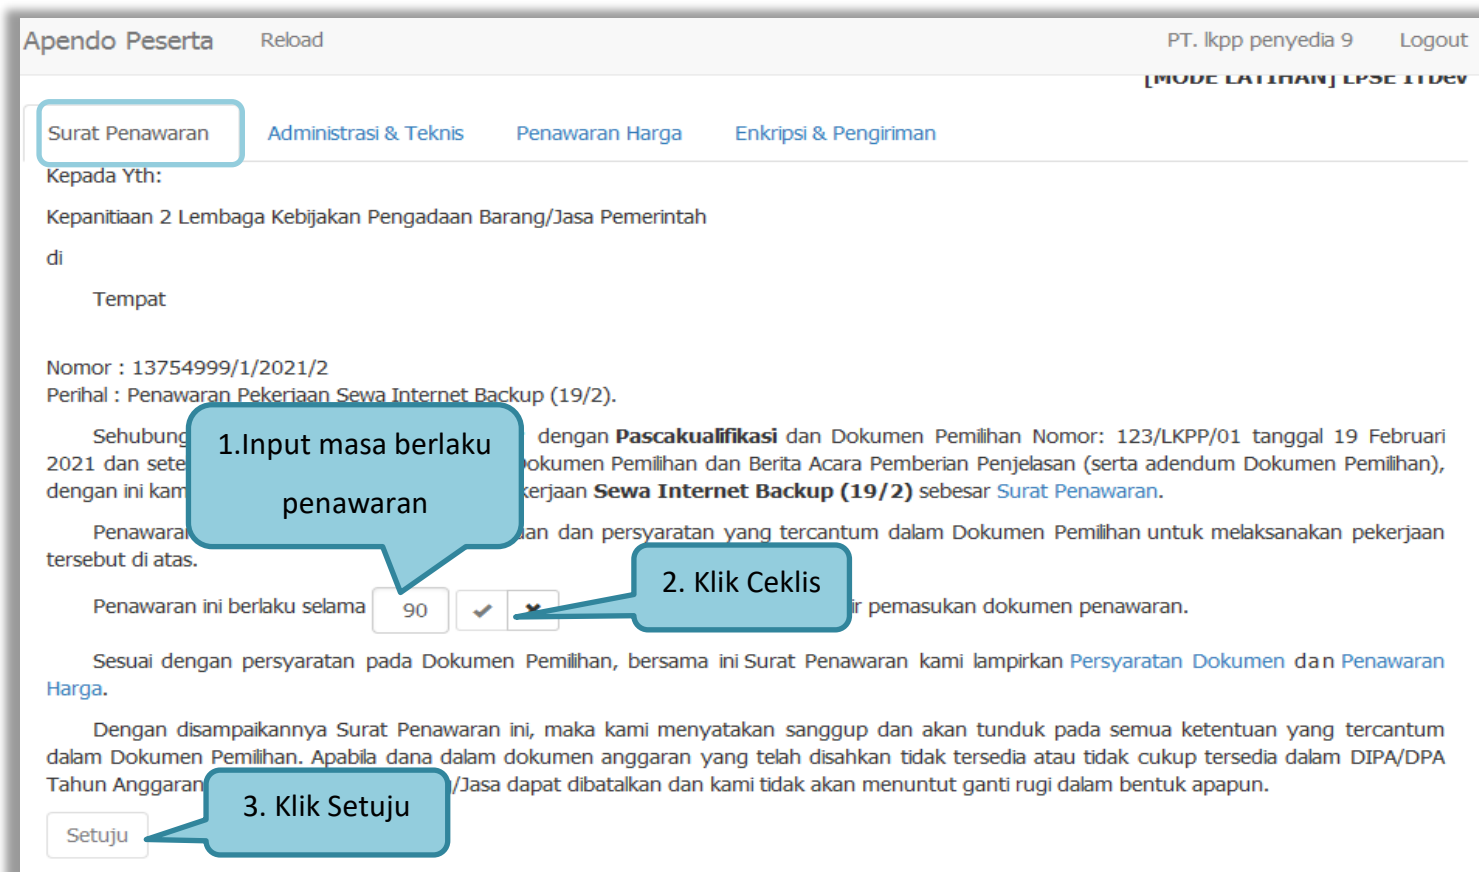 Apendo Peserta Reload PT. lkpp penyedia 9 Logout
[MODE LATIHAN] LPSE ITDev
Surat Penawaran Administrasi & Teknis Penawaran Harga Enkripsi & Pengiriman
Kepada Yth:
Kepanitiaan 2 Lembaga Kebijakan Pengadaan Barang/Jasa Pemerintah
di
Tempat
Nomor : 13754999/1/2021/2
Perihal : Penawaran Pekerjaan Sewa Internet Backup (19/2).
Sehubung dengan Pascakualifikasi dan Dokumen Pemilihan Nomor: 123/LKPP/01 tanggal 19 Februari
2021 dan sete Dokumen Pemilihan dan Berita Acara Pemberian Penjelasan (serta adendum Dokumen Pemilihan),
dengan ini kam kerjaan Sewa Internet Backup (19/2) sebesar Surat Penawaran.
1.Input masa berlaku
penawaran
Penawaran dan persyaratan yang tercantum dalam Dokumen Pemilihan untuk melaksanakan pekerjaan
tersebut di atas.
2. Klik Ceklis
Penawaran ini berlaku selama 90 ir pemasukan dokumen penawaran.
Sesuai dengan persyaratan pada Dokumen Pemilihan, bersama ini Surat Penawaran kami lampirkan Persyaratan Dokumen dan Penawaran
Harga.
Dengan disampaikannya Surat Penawaran ini, maka kami menyatakan sanggup dan akan tunduk pada semua ketentuan yang tercantum
dalam Dokumen Pemilihan. Apabila dana dalam dokumen anggaran yang telah disahkan tidak tersedia atau tidak cukup tersedia dalam DIPA/DPA
Tahun Anggaran /Jasa dapat dibatalkan dan kami tidak akan menuntut ganti rugi dalam bentuk apapun.
3. Klik Setuju
Setuju